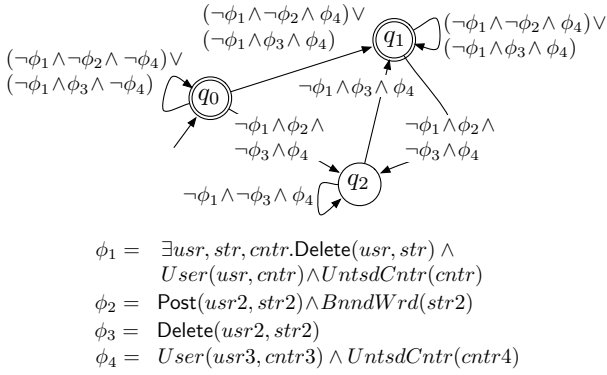 (¬ϕ1∧¬ϕ2∧ ϕ4)∨
(¬ϕ1∧ϕ3∧ ϕ4)
q1
(¬ϕ1∧¬ϕ2∧ ϕ4)∨
(¬ϕ1∧ϕ3∧ ϕ4)
(¬ϕ1∧¬ϕ2∧ ¬ϕ4)∨
(¬ϕ1∧ϕ3∧ ¬ϕ4)
q0
¬ϕ1∧ϕ3∧ ϕ4
¬ϕ1∧ϕ2∧
¬ϕ3∧ϕ4
¬ϕ1∧ϕ2∧
¬ϕ3∧ϕ4
¬ϕ1∧¬ϕ3∧ ϕ4
q2
ϕ1 = ∃usr, str, cntr.Delete(usr, str) ∧
User(usr, cntr)∧UntsdCntr(cntr)
ϕ2 = Post(usr2, str2)∧BnndWrd(str2)
ϕ3 = Delete(usr2, str2)
ϕ4 = User(usr3, cntr3) ∧ UntsdCntr(cntr4)